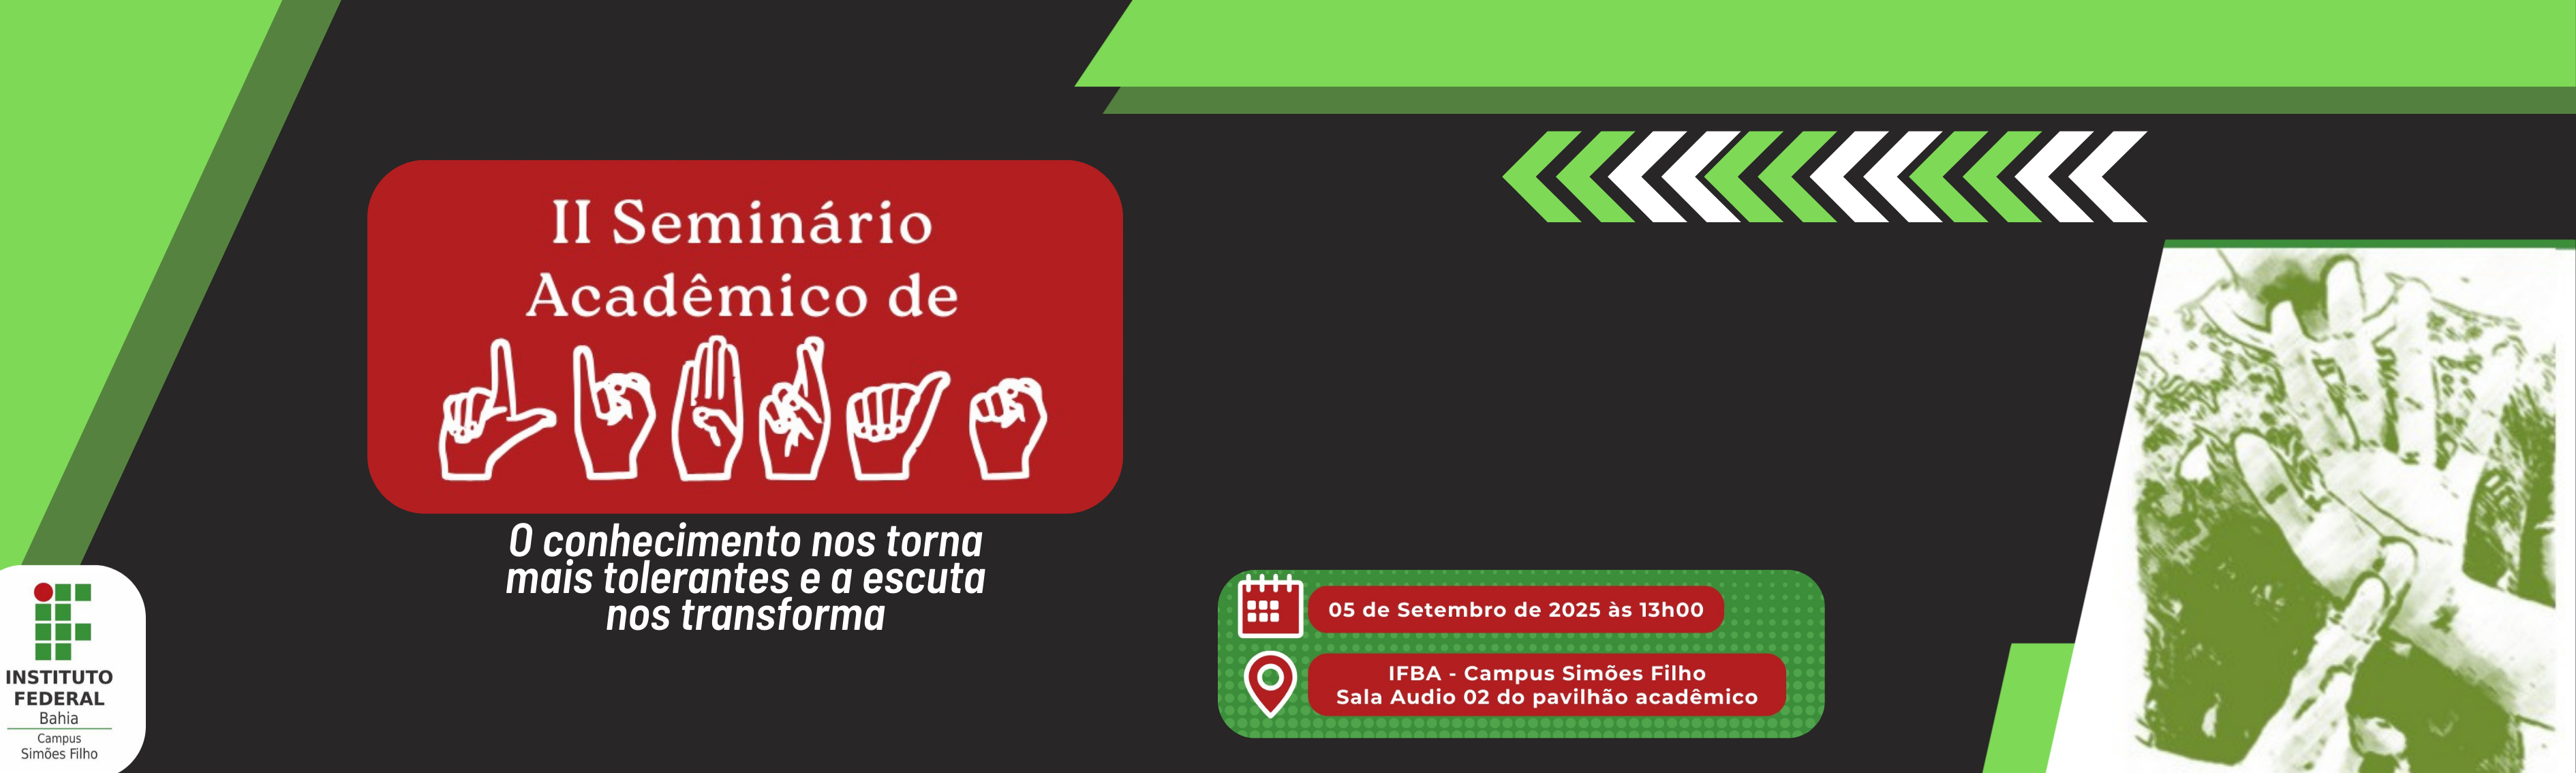 II Seminário
Acadêmico de
O conhecimento nos torna
mais tolerantes e a escuta
nos transforma
05 de Setembro de 2025 às 13h00
IFBA - Campus Simões Filho
Sala Audio 02 do pavilhão acadêmico
INSTITUTO
FEDERAL
Bahia
Campus
Simões Filho